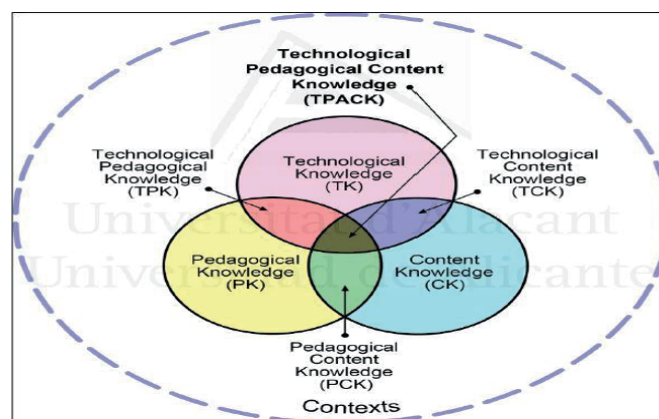 Technological
Pedagogical Content
Knowledge
(TPACK)
Technological
Pedagogical
Knowledge
(TPK)
Technological
Knowledge
(TK)
Technological
Content
Knowledge
(TCK)
Universitat d'Alacant
Universidad de Alicante
Pedagogical
Knowledge
(PK)
Content
Knowledge
(CK)
Pedagogical
Content
Knowledge
(PCK)
Contexts